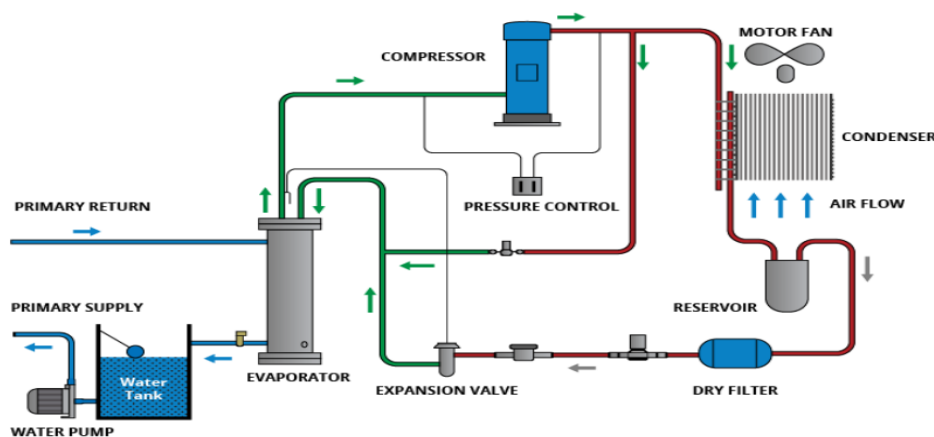 MOTOR FAN
COMPRESSOR
CONDENSER
PRESSURE CONTROL
PRIMARY RETURN
AIR FLOW
PRIMARY SUPPLY
RESERVOIR
Water
Tank
EVAPORATOR
EXPANSION VALVE
DRY FILTER
WATER PUMP